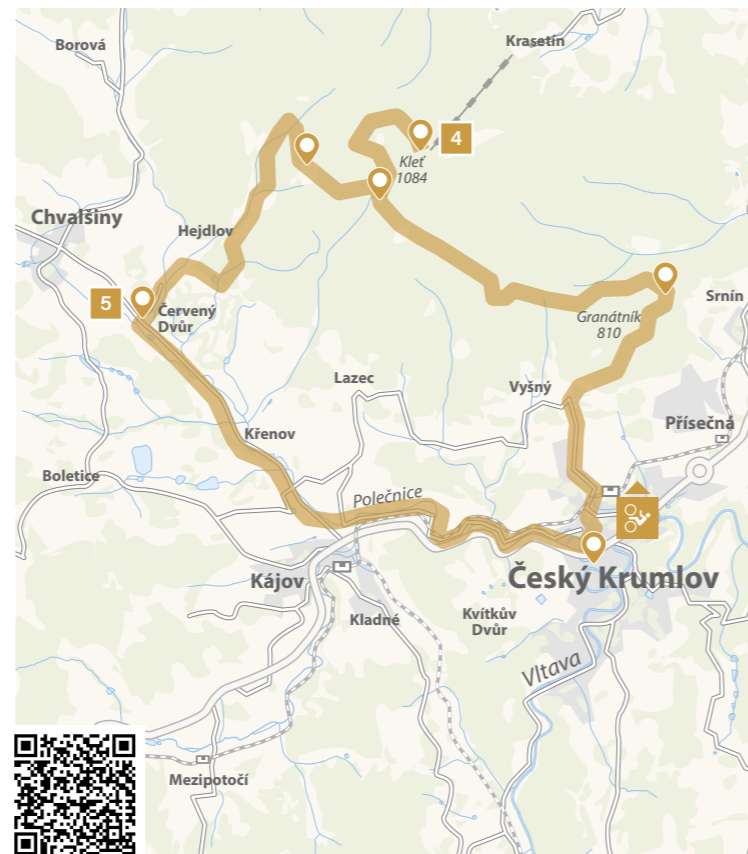 Borová
Krasetín
4
Kleť
1084
Chvalšiny
Hejdlov
5
Červený
Dvůr
Granátník
810
Srnín
Lazec
Vyšný
Přísečná
Křenov
Boletice
Polečnice
Český Krumlov
Kájov
Kladné
Kvítkův
Dvůr
Vltava
Mezipotočí